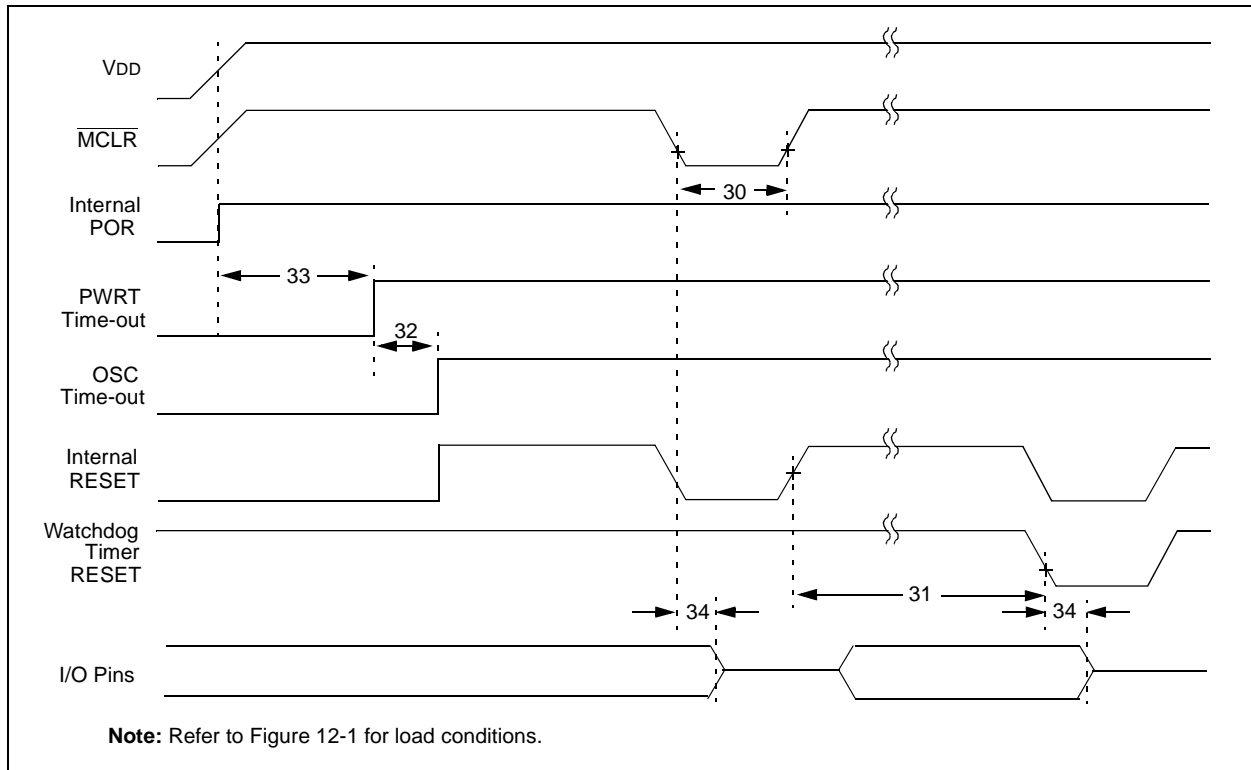 VDD
MCLR
30
Internal
POR
33
PWRT
Time-out
32
OSC
Time-out
Internal
RESET
Watchdog
Timer
RESET
31
34
34
I/O Pins
Note: Refer to Figure 12-1 for load conditions.